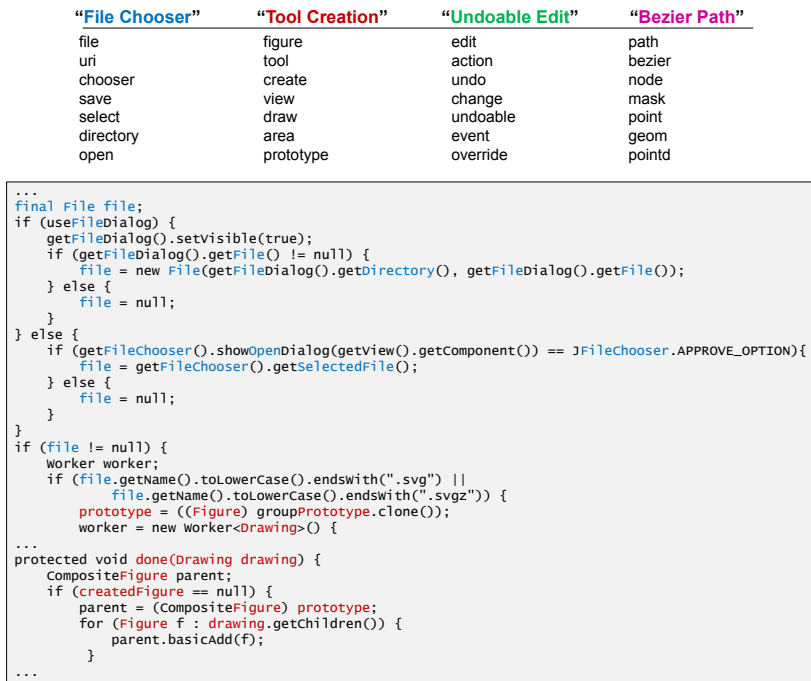 “File Chooser” “Tool Creation” “Undoable Edit” “Bezier Path”
file figure edit path
uri tool action bezier
chooser create undo node
save view change mask
select draw undoable point
directory area event geom
open prototype override pointd
...
final File file;
if (useFileDialog) {
    getFileDialog().setVisible(true);
    if (getFileDialog().getFile() != null) {
        file = new File(getFileDialog().getDirectory(), getFileDialog().getFile());
    } else {
        file = null;
    }
} else {
    if (getFileChooser().showOpenDialog(getView().getComponent()) == JFileChooser.APPROVE_OPTION){
        file = getFileChooser().getSelectedFile();
    } else {
        file = null;
    }
}
if (file != null) {
    Worker worker;
    if (file.getName().toLowerCase().endsWith(".svg") ||
            file.getName().toLowerCase().endsWith(".svgz")) {
        prototype = ((Figure) groupPrototype.clone());
        worker = new Worker<Drawing>() {
...
protected void done(Drawing drawing) {
    CompositeFigure parent;
    if (createdFigure == null) {
        parent = (CompositeFigure) prototype;
        for (Figure f : drawing.getChildren()) {
            parent.basicAdd(f);
         }
...